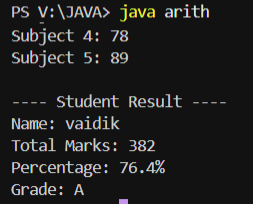 PS V:\JAVA> java arith
Subject 4: 78
Subject 5: 89
---- Student Result ----
Name: vaidik
Total Marks: 382
Percentage: 76.4%
Grade: A